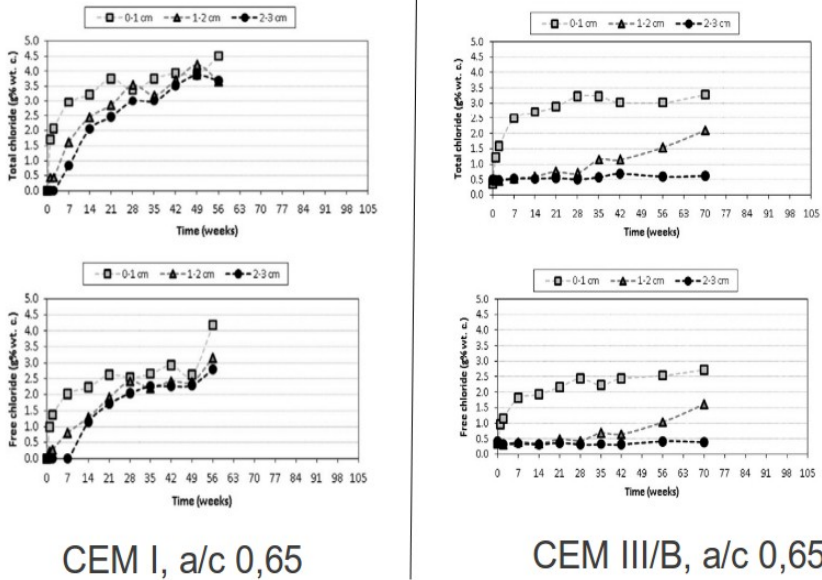 0-1 cm 1-2 cm 2-3 cm
Total chloride (g% wt. c.)
5.0
4.5
4.0
3.5
3.0
2.5
2.0
1.5
1.0
0.5
0.0
0 7 14 21 28 35 42 49 56 63 70 77 84 91 98 105
Time (weeks)
0-1 cm 1-2 cm 2-3 cm
Free chloride (g% wt. c.)
5.0
4.5
4.0
3.5
3.0
2.5
2.0
1.5
1.0
0.5
0.0
0 7 14 21 28 35 42 49 56 63 70 77 84 91 98 105
Time (weeks)
CEM I, a/c 0,65
0-1 cm 1-2 cm 2-3 cm
Total chloride (g% wt. c.)
5.0
4.5
4.0
3.5
3.0
2.5
2.0
1.5
1.0
0.5
0.0
0 7 14 21 28 35 42 49 56 63 70 77 84 91 98 105
Time (weeks)
0-1 cm 1-2 cm 2-3 cm
Free chloride (g% wt. c.)
5.0
4.5
4.0
3.5
3.0
2.5
2.0
1.5
1.0
0.5
0.0
0 7 14 21 28 35 42 49 56 63 70 77 84 91 98 105
Time (weeks)
CEM III/B, a/c 0,65